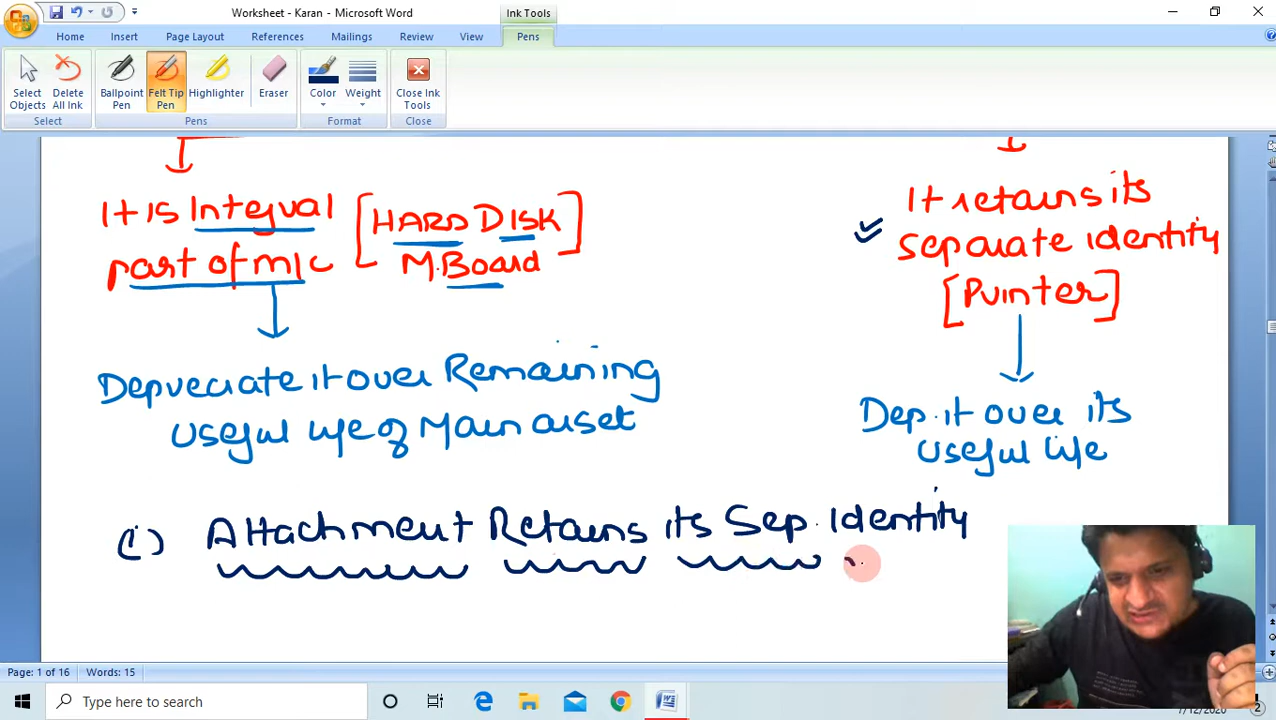 Worksheet - Karan - Microsoft Word
Ink Tools
Home
Insert
Page Layout
References
Mailings
Review
View
Pens
Select Objects
Delete All Ink
Ballpoint Pen
Felt Tip Pen
Highlighter
Eraser
Color
Weight
Close Ink Tools
Select
Pens
Format
Close
It is Integral
part of m/c
[HARD DISK
M.Board]
It retains its
separate identity
[Printer]
Depreciate it over Remaining
Useful life of Main asset
Dep. it over its
useful life
(i) Attachment Retains its Sep. Identity
Page: 1 of 16
Words: 15
Type here to search
7/12/2020
2